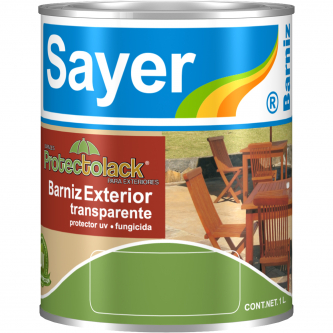 Sayer
®
Barniz
Protectolack®
PARA EXTERIORES
Barniz Exterior
transparente
protector uv • fungicida
CONT.NET. 1 L